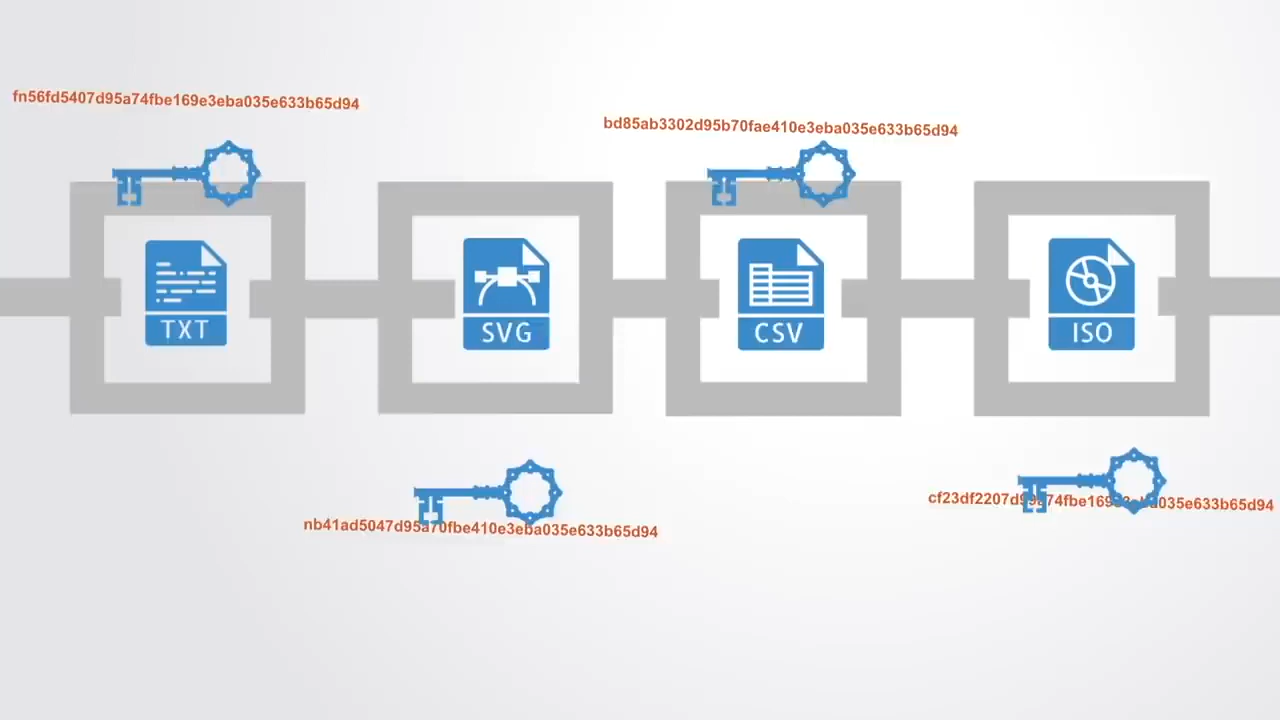 fn56fd5407d95a74fbe169e3eba035e633b65d94
bd85ab3302d95b70fae410e3eba035e633b65d94
TXT
SVG
CSV
ISO
nb41ad5047d95a70fbe410e3eba035e633b65d94